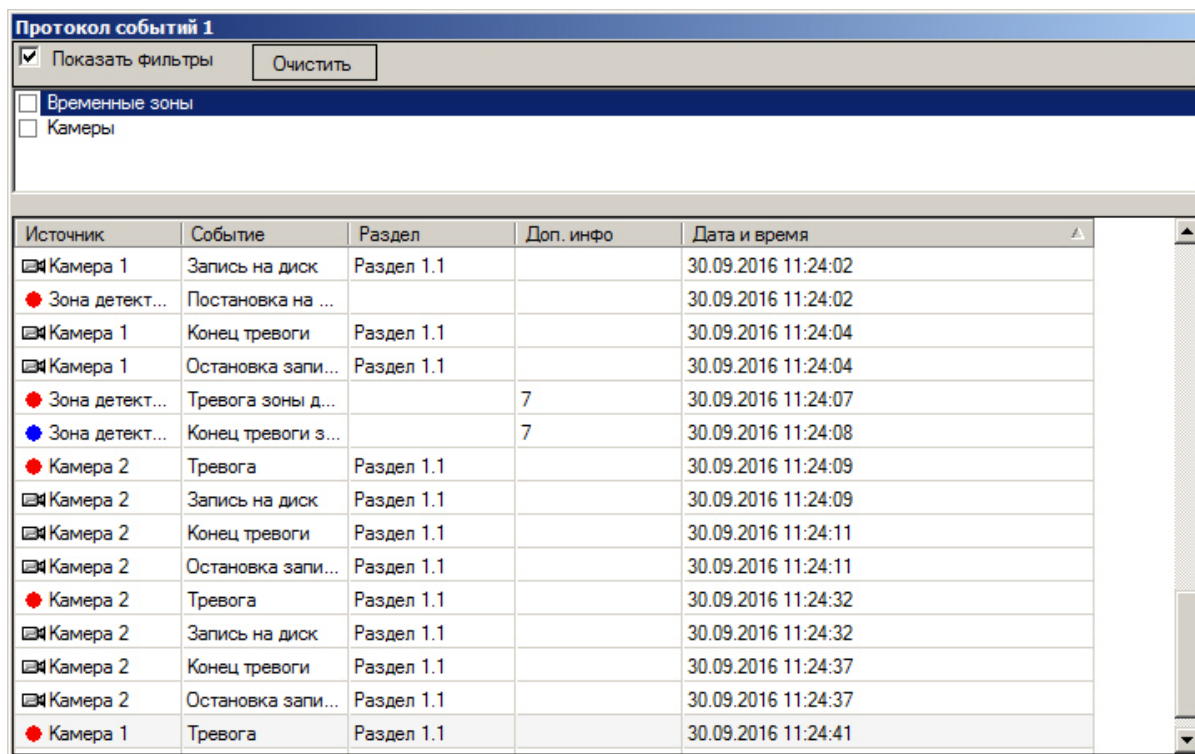 Протокол событий 1
Показать фильтры Очистить
Временные зоны
Камеры
Источник Событие Раздел Доп. инфо Дата и время
Камера 1 Запись на диск Раздел 1.1 30.09.2016 11:24:02
Зона детект... Постановка на ... 30.09.2016 11:24:02
Камера 1 Конец тревоги Раздел 1.1 30.09.2016 11:24:04
Камера 1 Остановка запи... Раздел 1.1 30.09.2016 11:24:04
Зона детект... Тревога зоны д... 7 30.09.2016 11:24:07
Зона детект... Конец тревоги з... 7 30.09.2016 11:24:08
Камера 2 Тревога Раздел 1.1 30.09.2016 11:24:09
Камера 2 Запись на диск Раздел 1.1 30.09.2016 11:24:09
Камера 2 Конец тревоги Раздел 1.1 30.09.2016 11:24:11
Камера 2 Остановка запи... Раздел 1.1 30.09.2016 11:24:11
Камера 2 Тревога Раздел 1.1 30.09.2016 11:24:32
Камера 2 Запись на диск Раздел 1.1 30.09.2016 11:24:32
Камера 2 Конец тревоги Раздел 1.1 30.09.2016 11:24:37
Камера 2 Остановка запи... Раздел 1.1 30.09.2016 11:24:37
Камера 1 Тревога Раздел 1.1 30.09.2016 11:24:41